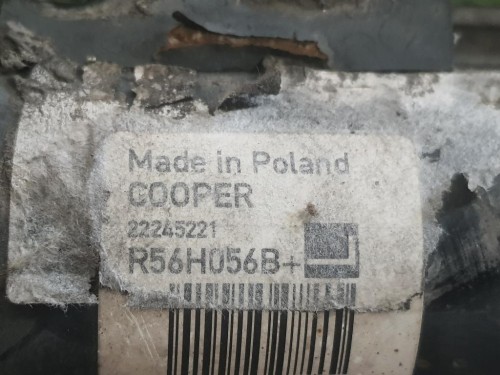 Made in Poland
COOPER
22245221
R56H056B+